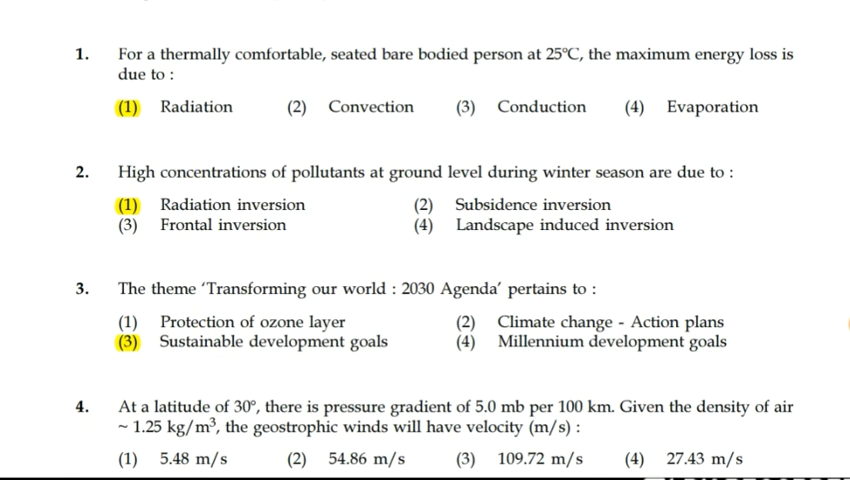 1. For a thermally comfortable, seated bare bodied person at 25ºC, the maximum energy loss is
due to :
(1) Radiation (2) Convection (3) Conduction (4) Evaporation
2. High concentrations of pollutants at ground level during winter season are due to :
(1) Radiation inversion (2) Subsidence inversion
(3) Frontal inversion (4) Landscape induced inversion
3. The theme ‘Transforming our world : 2030 Agenda’ pertains to :
(1) Protection of ozone layer (2) Climate change - Action plans
(3) Sustainable development goals (4) Millennium development goals
4. At a latitude of 30º, there is pressure gradient of 5.0 mb per 100 km. Given the density of air
~ 1.25 kg/m³, the geostrophic winds will have velocity (m/s) :
(1) 5.48 m/s (2) 54.86 m/s (3) 109.72 m/s (4) 27.43 m/s